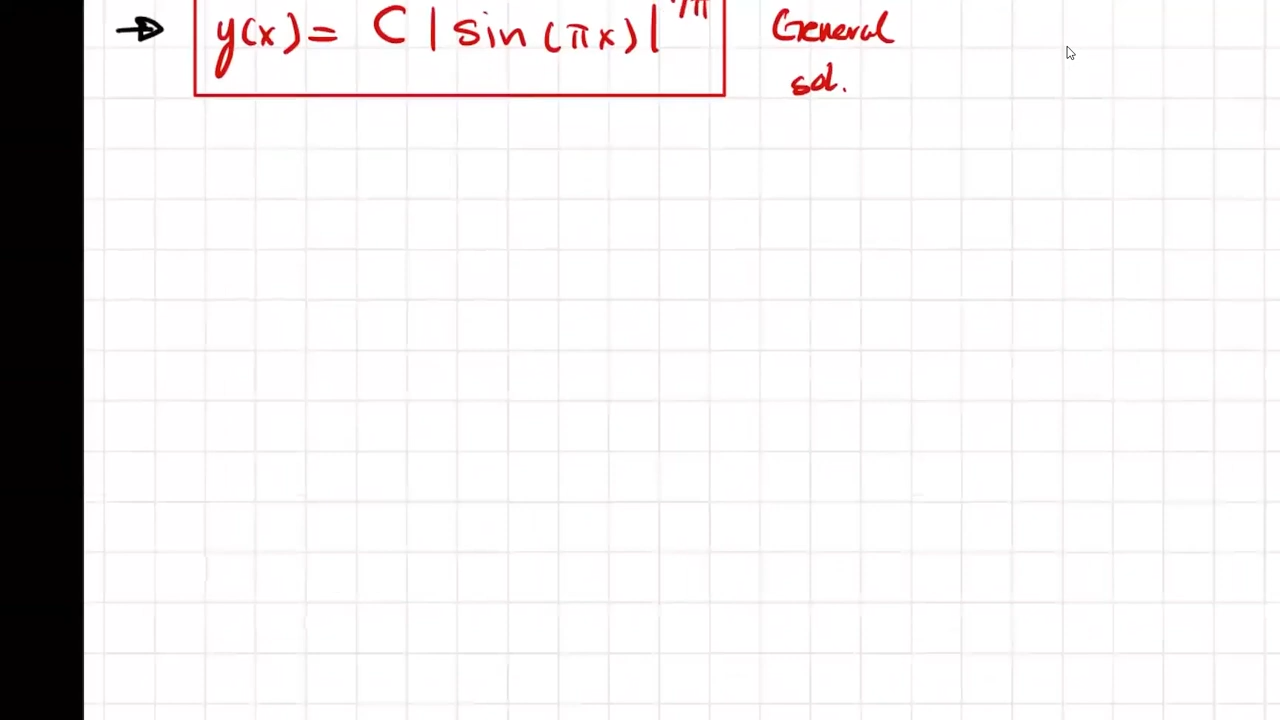 → y(x) = C | sin (πx) |^/π General
sol.